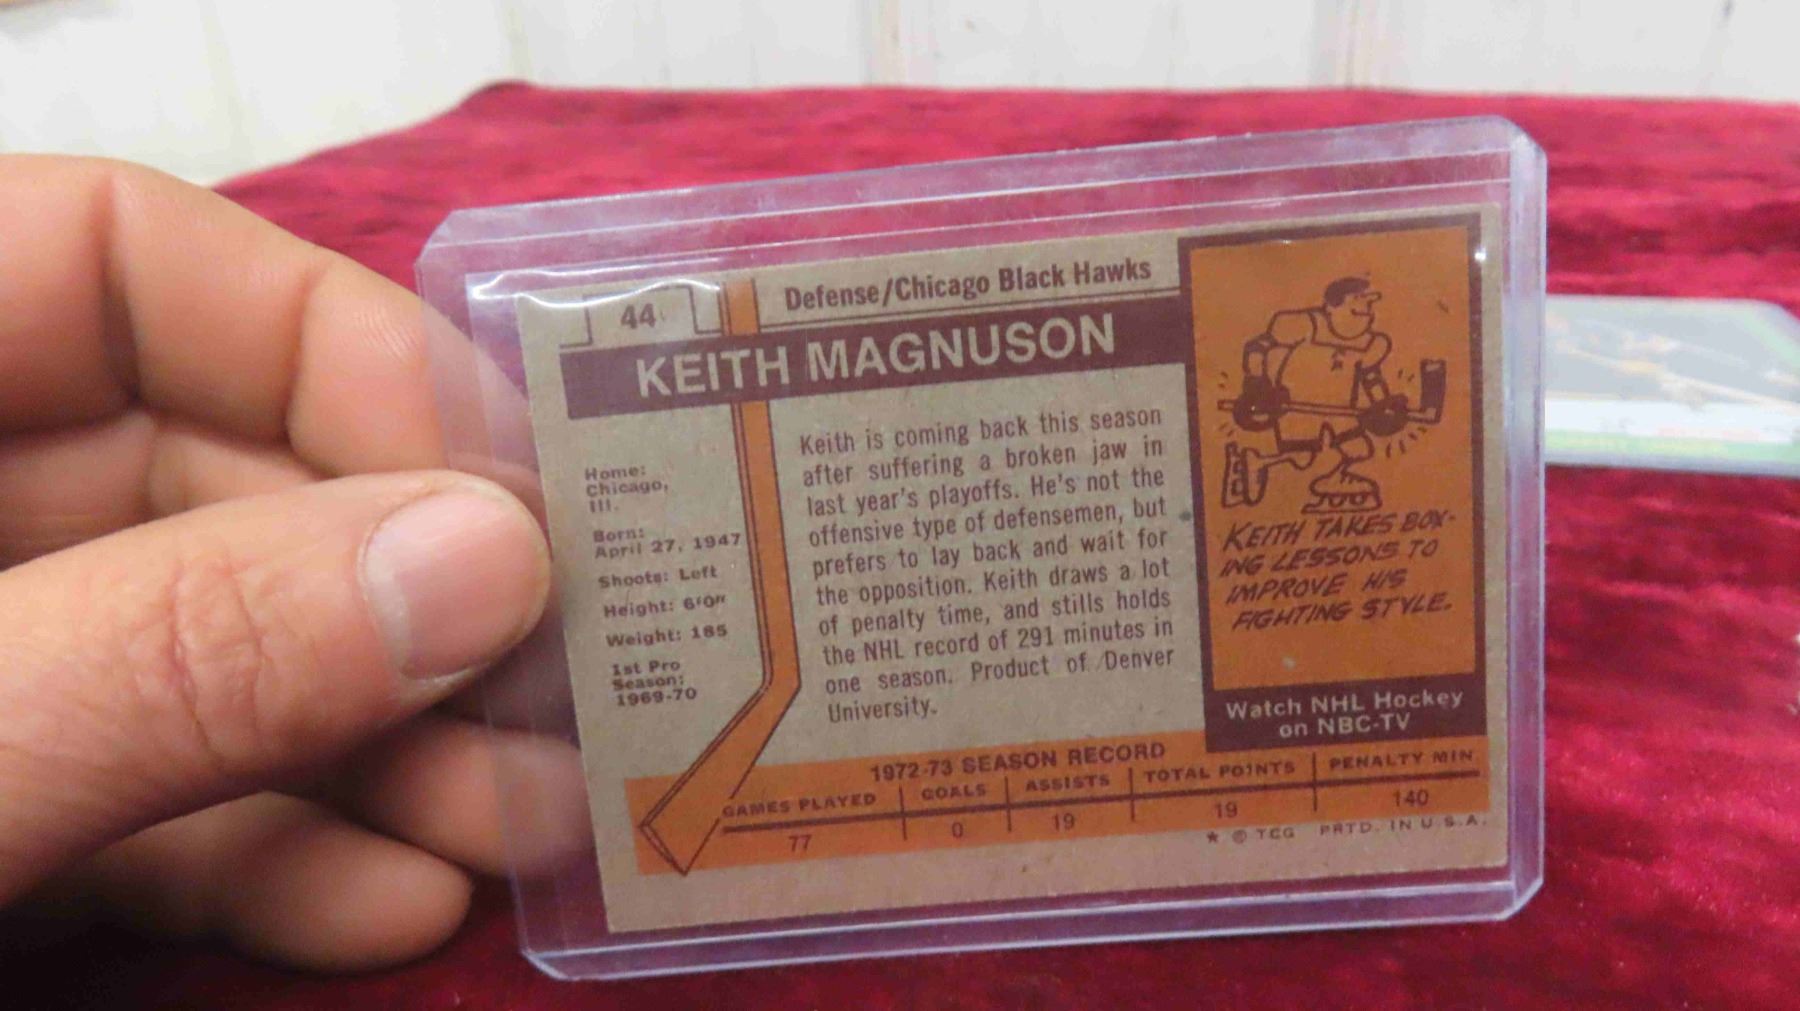 44
Defense/Chicago Black Hawks
KEITH MAGNUSON
Home:
Chicago,
Ill.
Born:
April 27, 1947
Shoots: Left
Height: 6'0"
Weight: 185
1st Pro
Season:
1969-70
Keith is coming back this season
after suffering a broken jaw in
last year's playoffs. He's not the
offensive type of defensemen, but
prefers to lay back and wait for
the opposition. Keith draws a lot
of penalty time, and stills holds
the NHL record of 291 minutes in
one season. Product of Denver
University.
KEITH TAKES BOX-
ING LESSONS TO
IMPROVE HIS
FIGHTING STYLE.
Watch NHL Hockey
on NBC-TV
1972-73 SEASON RECORD
GAMES PLAYED GOALS ASSISTS TOTAL POINTS PENALTY MIN
77 0 19 19 140
★ © TCG PRTD. IN U.S.A.